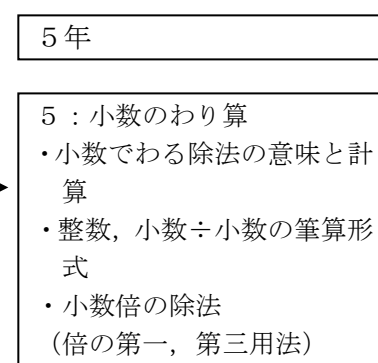 ５年
５：小数のわり算
・小数でわる除法の意味と計
算
・整数，小数÷小数の筆算形
式
・小数倍の除法
（倍の第一，第三用法）